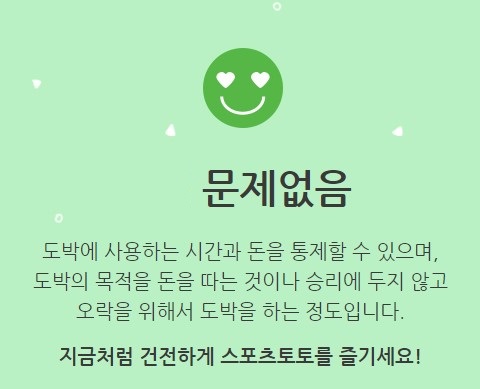 문제없음
도박에 사용하는 시간과 돈을 통제할 수 있으며,
도박의 목적을 돈을 따는 것이나 승리에 두지 않고
오락을 위해서 도박을 하는 정도입니다.
지금처럼 건전하게 스포츠토토를 즐기세요!